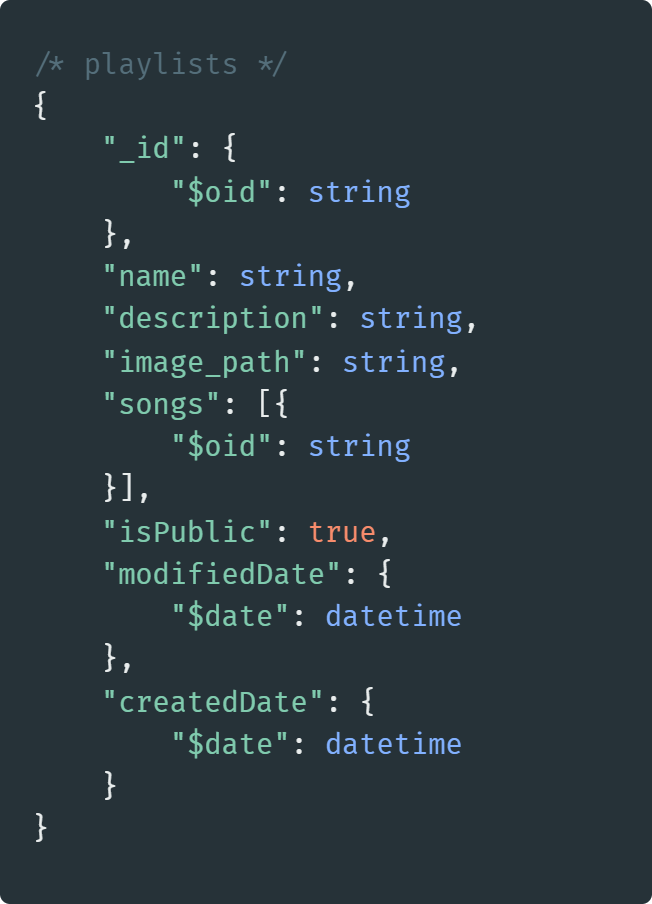 /* playlists */
{
    "_id": {
        "$oid": string
    },
    "name": string,
    "description": string,
    "image_path": string,
    "songs": [{
        "$oid": string
    }],
    "isPublic": true,
    "modifiedDate": {
        "$date": datetime
    },
    "createdDate": {
        "$date": datetime
    }
}